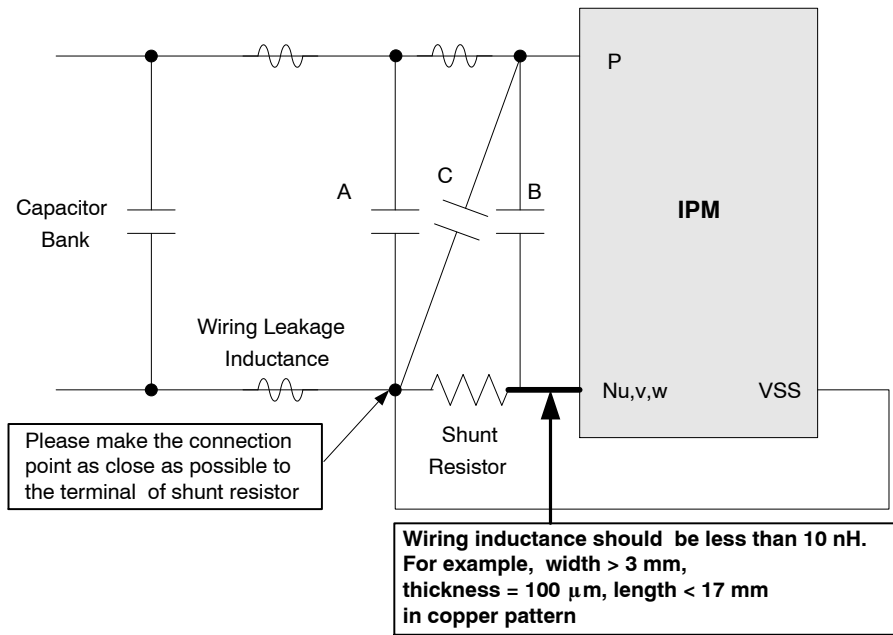 P
A
C
B
Capacitor
Bank
IPM
Wiring Leakage
Inductance
Nu,v,w
VSS
Shunt
Resistor
Please make the connection
point as close as possible to
the terminal of shunt resistor
Wiring inductance should be less than 10 nH.
For example, width > 3 mm,
thickness = 100 μm, length < 17 mm
in copper pattern